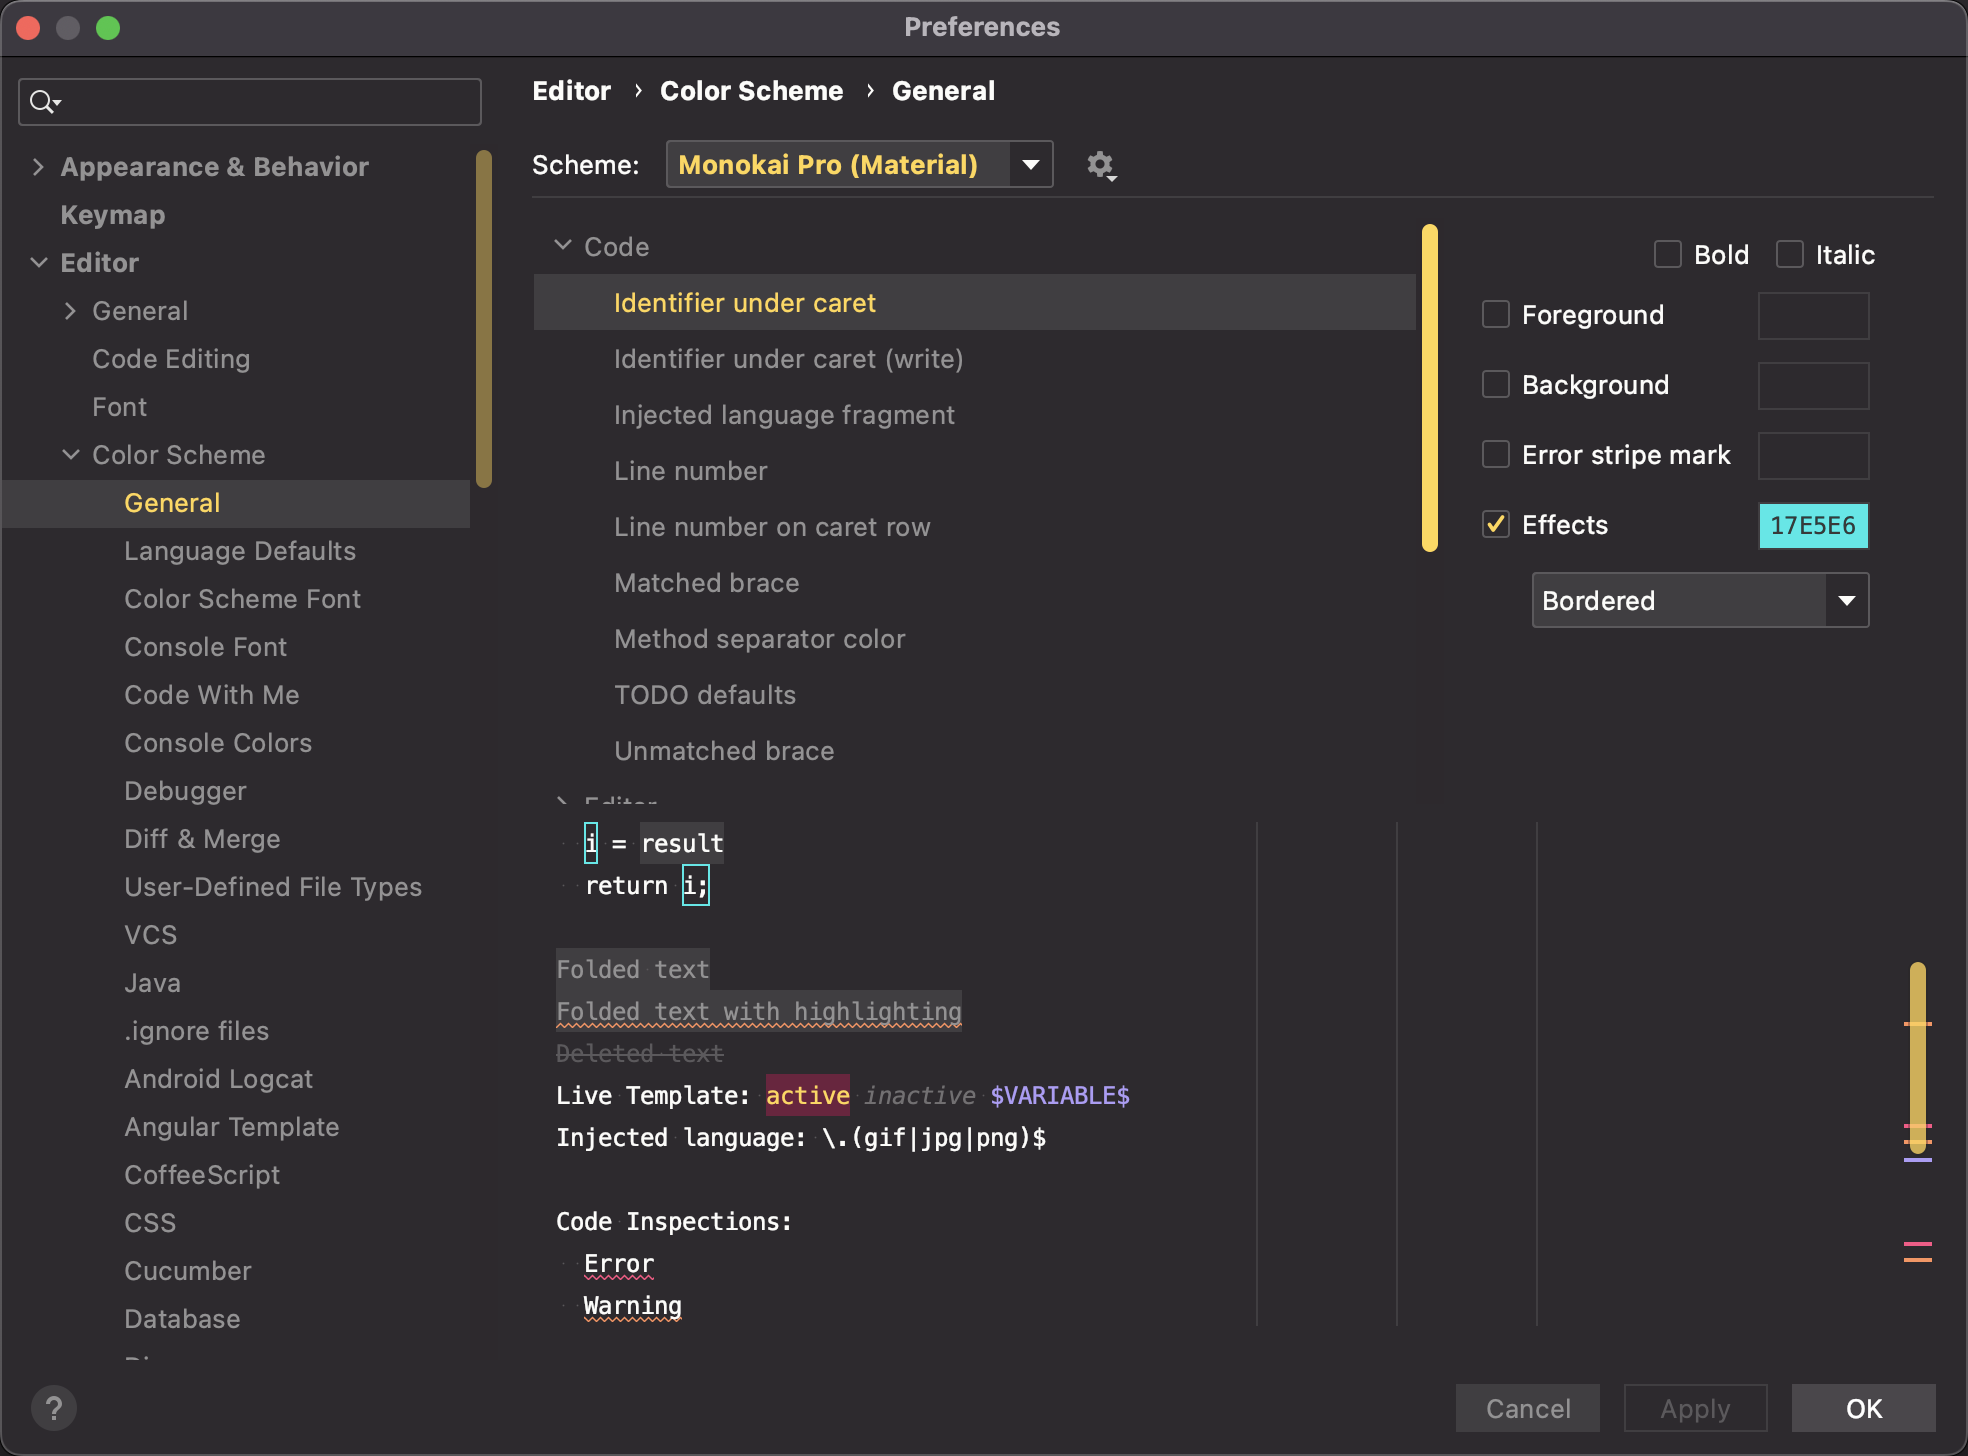 Preferences
Editor › Color Scheme › General
Scheme: Monokai Pro (Material)
Appearance & Behavior
Keymap
Editor
General
Code Editing
Font
Color Scheme
General
Language Defaults
Color Scheme Font
Console Font
Code With Me
Console Colors
Debugger
Diff & Merge
User-Defined File Types
VCS
Java
.ignore files
Android Logcat
Angular Template
CoffeeScript
CSS
Cucumber
Database
Code
Identifier under caret
Identifier under caret (write)
Injected language fragment
Line number
Line number on caret row
Matched brace
Method separator color
TODO defaults
Unmatched brace
Editor
Bold Italic
Foreground
Background
Error stripe mark
Effects 17E5E6
Bordered
i = result
return i;
Folded text
Folded text with highlighting
Deleted text
Live Template: active inactive $VARIABLE$
Injected language: \.(gif|jpg|png)$
Code Inspections:
Error
Warning
?
Cancel Apply OK